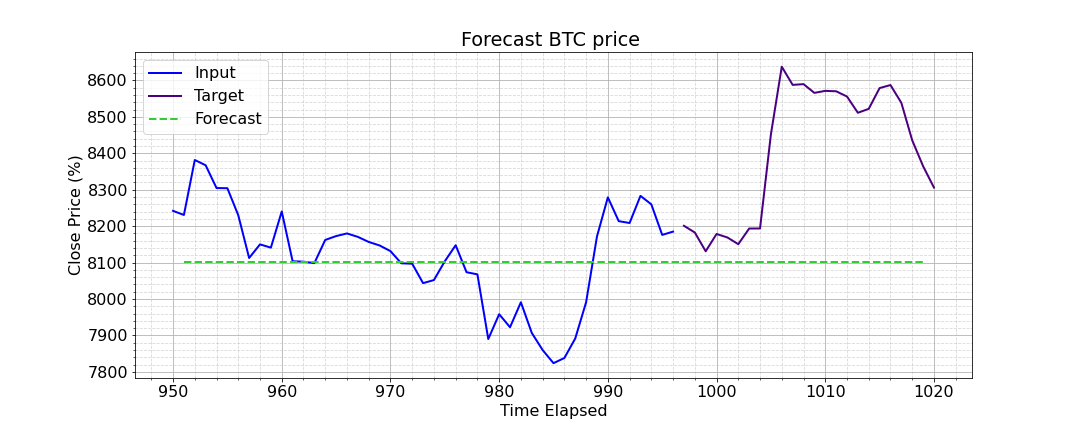 Forecast BTC price
Input
Target
Forecast
Close Price (%)
8600
8500
8400
8300
8200
8100
8000
7900
7800
950 960 970 980 990 1000 1010 1020
Time Elapsed